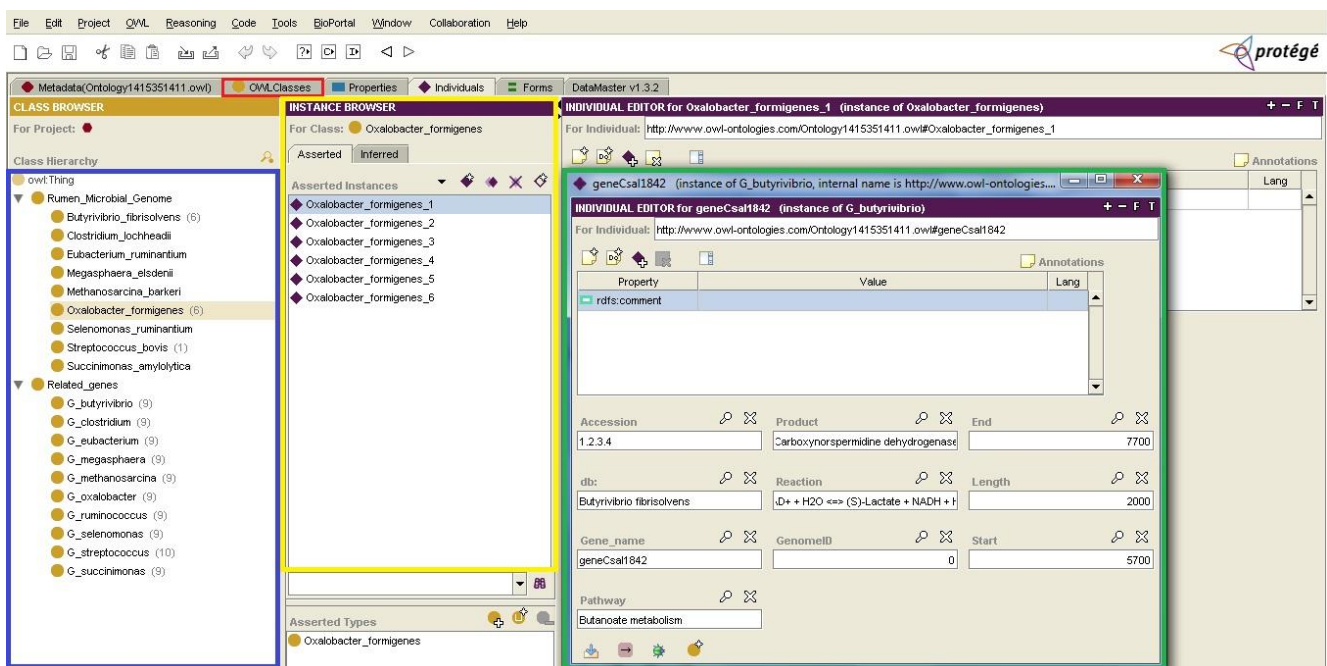 File Edit Project OWL Reasoning Code Tools BioPortal Window Collaboration Help
protégé
Metadata(Ontology1415351411.owl) OWLClasses Properties Individuals Forms DataMaster v1.3.2
CLASS BROWSER
For Project:
Class Hierarchy
owl:Thing
Rumen_Microbial_Genome
Butyrivibrio_fibrisolvens (6)
Clostridium_lochheadii
Eubacterium_ruminantium
Megasphaera_elsdenii
Methanosarcina_barkeri
Oxalobacter_formigenes (6)
Selenomonas_ruminantium
Streptococcus_bovis (1)
Succinimonas_amylolytica
Related_genes
G_butyrivibrio (9)
G_clostridium (9)
G_eubacterium (9)
G_megasphaera (9)
G_methanosarcina (9)
G_oxalobacter (9)
G_ruminococcus (9)
G_selenomonas (9)
G_streptococcus (10)
G_succinimonas (9)
INSTANCE BROWSER
For Class: Oxalobacter_formigenes
Asserted Inferred
Asserted Instances
Oxalobacter_formigenes_1
Oxalobacter_formigenes_2
Oxalobacter_formigenes_3
Oxalobacter_formigenes_4
Oxalobacter_formigenes_5
Oxalobacter_formigenes_6
Asserted Types
Oxalobacter_formigenes
INDIVIDUAL EDITOR for Oxalobacter_formigenes_1 (instance of Oxalobacter_formigenes) + − F T
For Individual: http://www.owl-ontologies.com/Ontology1415351411.owl#Oxalobacter_formigenes_1
Annotations
Lang
geneCsal1842 (instance of G_butyrivibrio, internal name is http://www.owl-ontologies....
INDIVIDUAL EDITOR for geneCsal1842 (instance of G_butyrivibrio) + − F T
For Individual: http://www.owl-ontologies.com/Ontology1415351411.owl#geneCsal1842
Annotations
Property Value Lang
rdfs:comment
Accession Product End
1.2.3.4 Carboxynorspermidine dehydrogenase 7700
db: Reaction Length
Butyrivibrio fibrisolvens D+ + H2O <=> (S)-Lactate + NADH + H 2000
Gene_name GenomeID Start
geneCsal1842 0 5700
Pathway
Butanoate metabolism